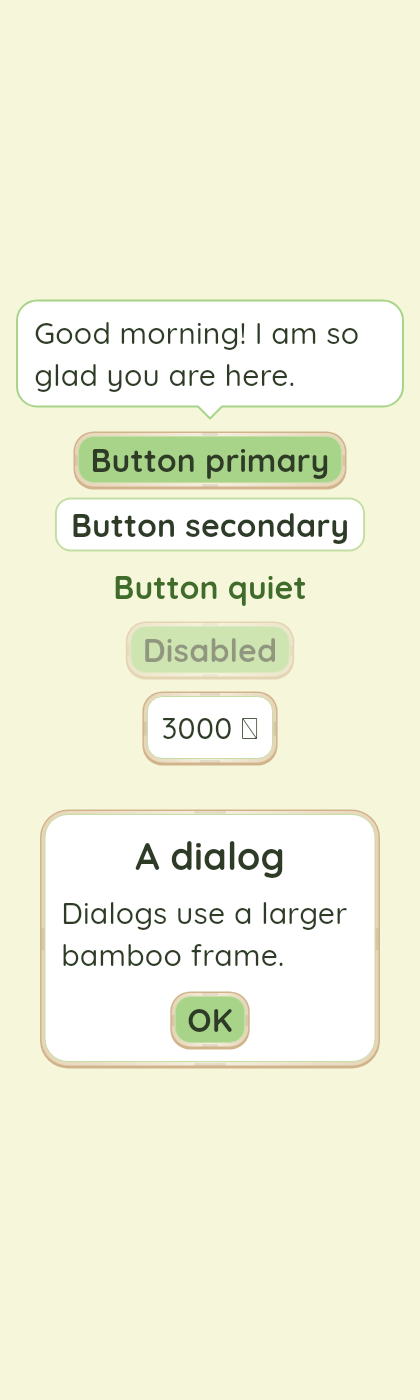 Good morning! I am so
glad you are here.
Button primary
Button secondary
Button quiet
Disabled
3000
A dialog
Dialogs use a larger
bamboo frame.
OK